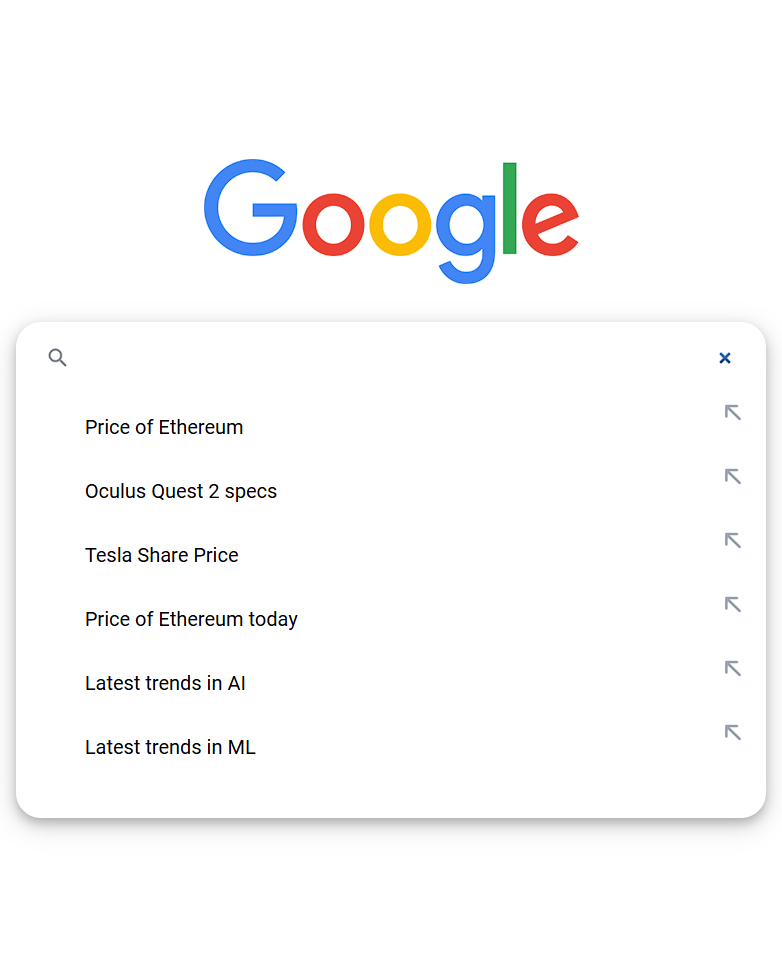 Google
Price of Ethereum
Oculus Quest 2 specs
Tesla Share Price
Price of Ethereum today
Latest trends in AI
Latest trends in ML